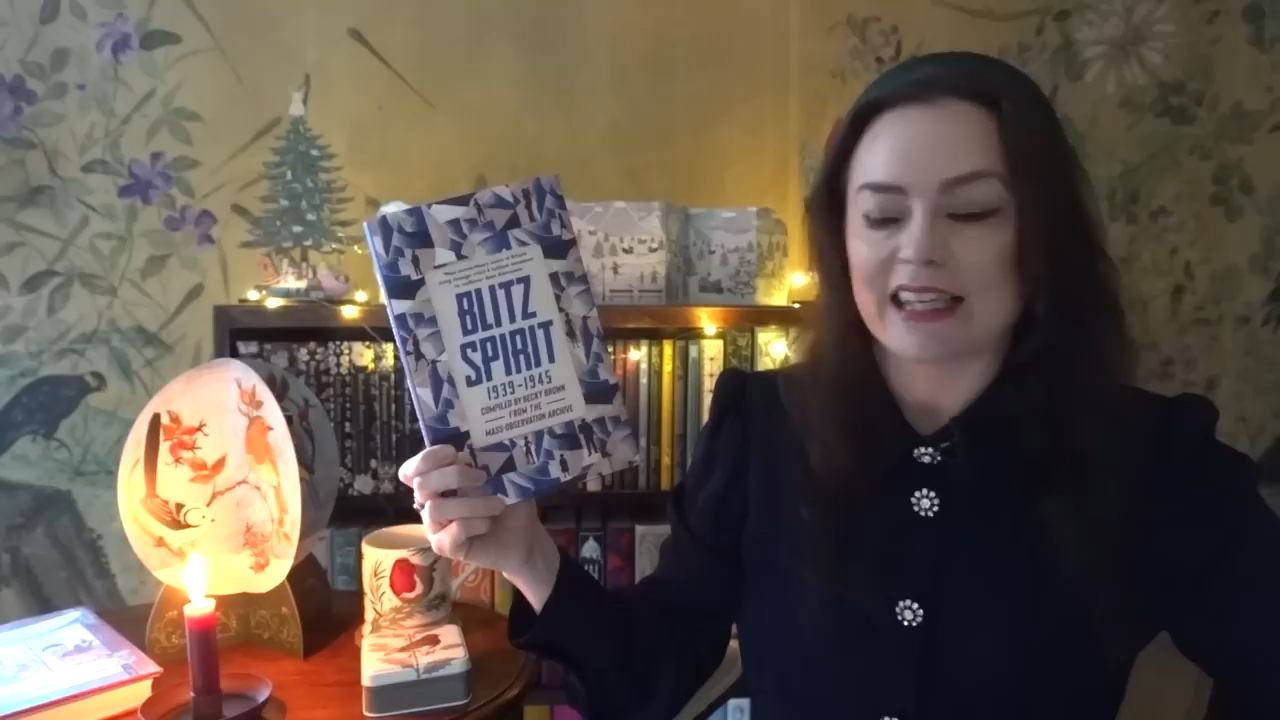 BLITZ
SPIRIT
1939-1945
COMPILED BY BECKY BROWN
FROM THE
MASS-OBSERVATION ARCHIVE